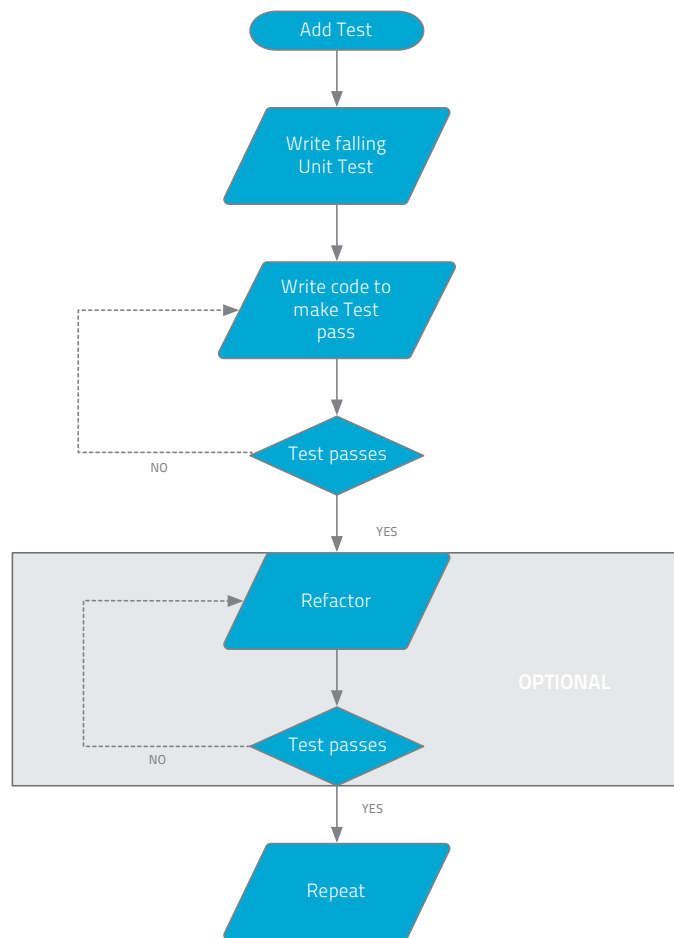 Add Test
Write falling
Unit Test
Write code to
make Test
pass
Test passes
NO
YES
Refactor
OPTIONAL
Test passes
NO
YES
Repeat